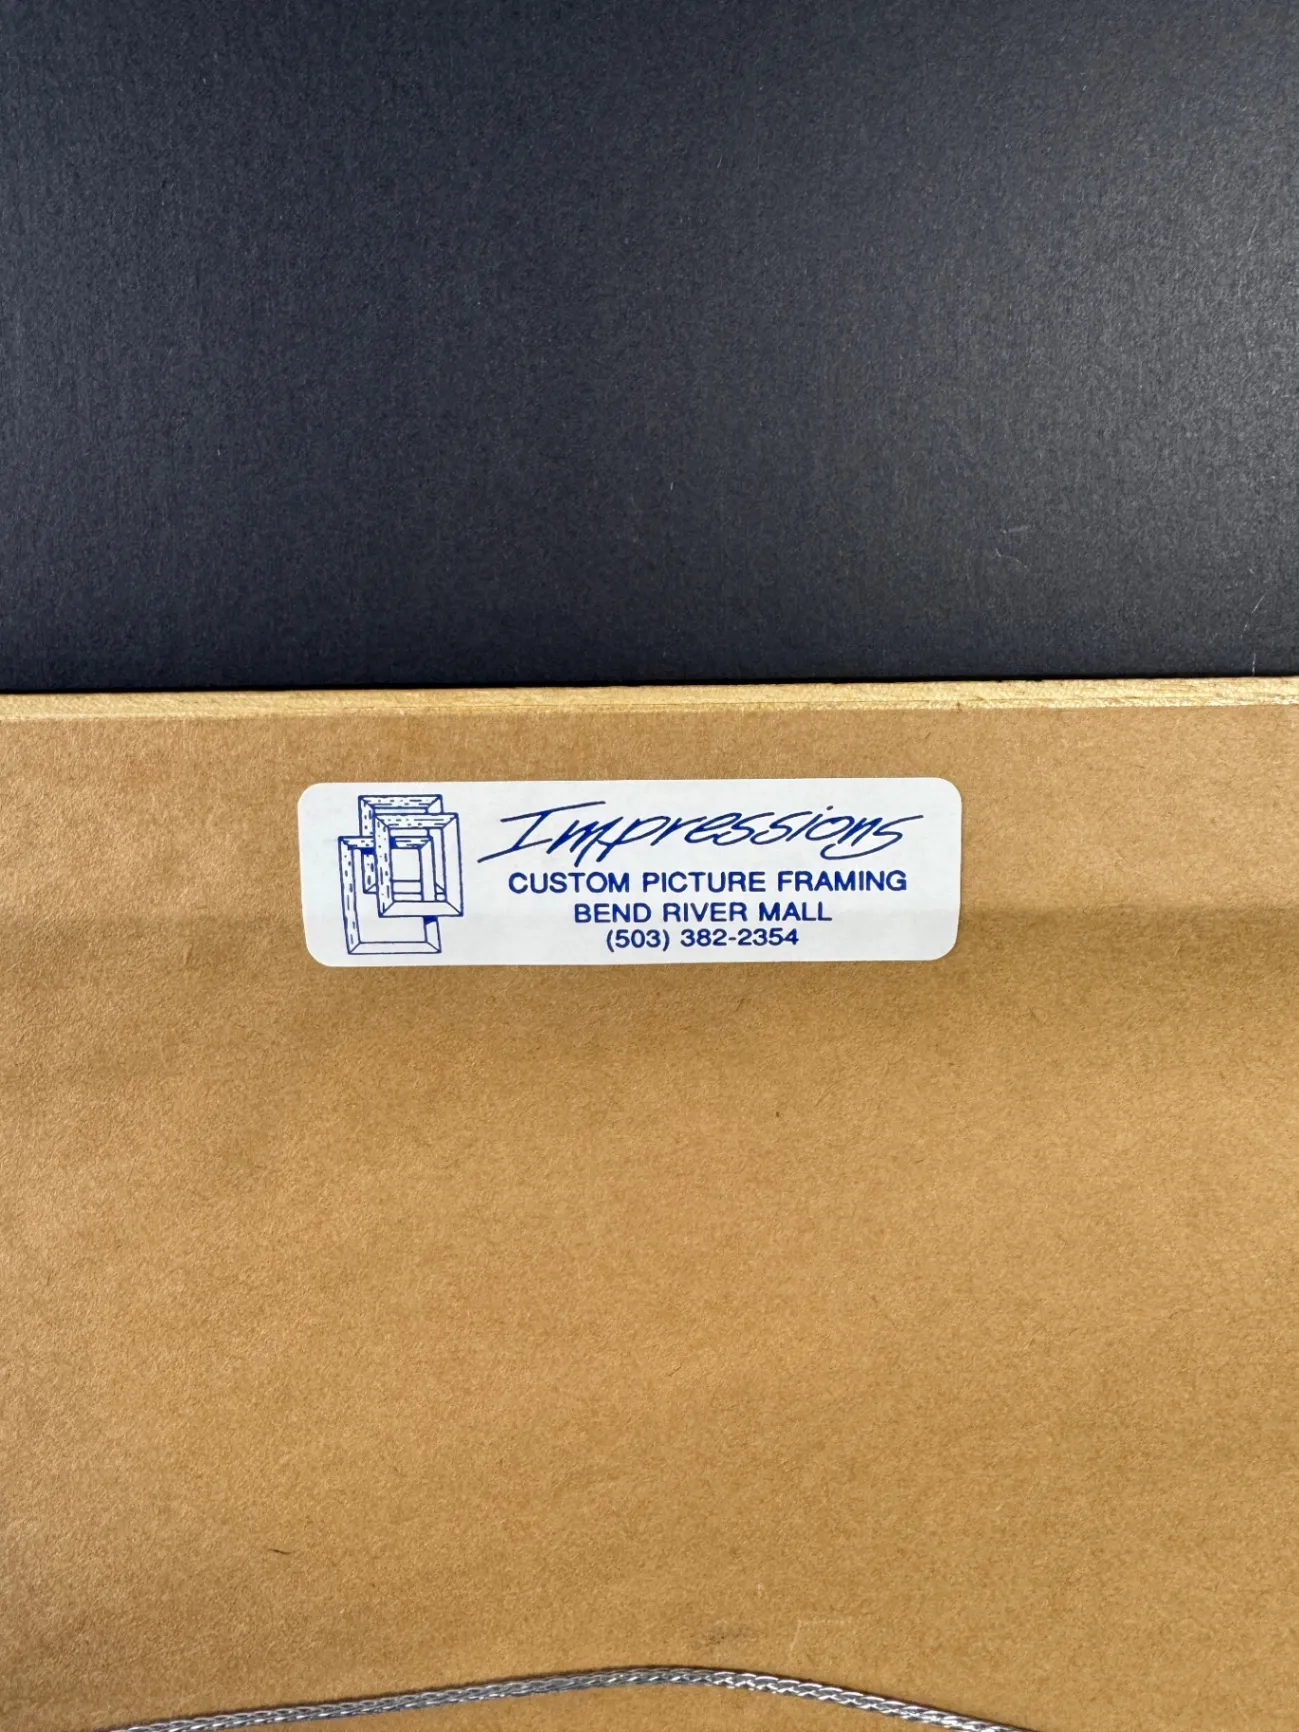 Impressions
CUSTOM PICTURE FRAMING
BEND RIVER MALL
(503) 382-2354